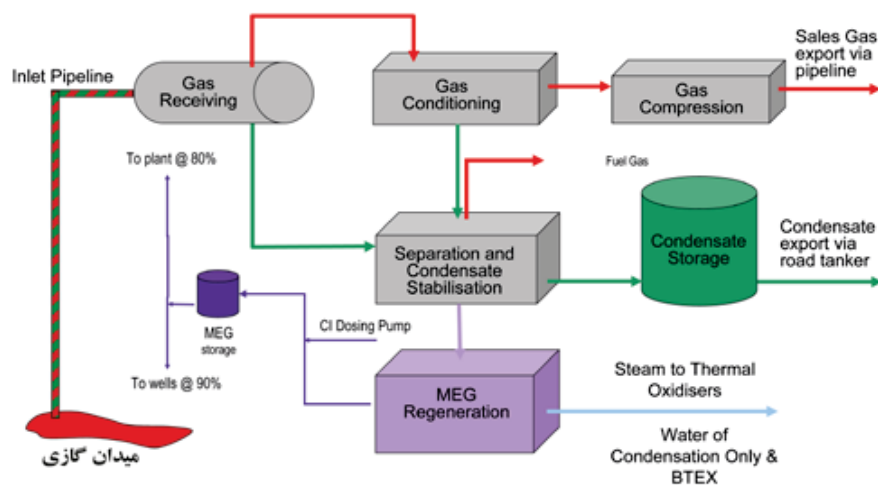 Sales Gas
export via
pipeline
Inlet Pipeline
Gas
Receiving
Gas
Conditioning
Gas
Compression
To plant @ 80%
Fuel Gas
Condensate
Storage
Condensate
export via
road tanker
Separation and
Condensate
Stabilisation
MEG
storage
CI Dosing Pump
To wells @ 90%
MEG
Regeneration
Steam to Thermal
Oxidisers
Water of
Condensation Only &
BTEX
میدان گازی